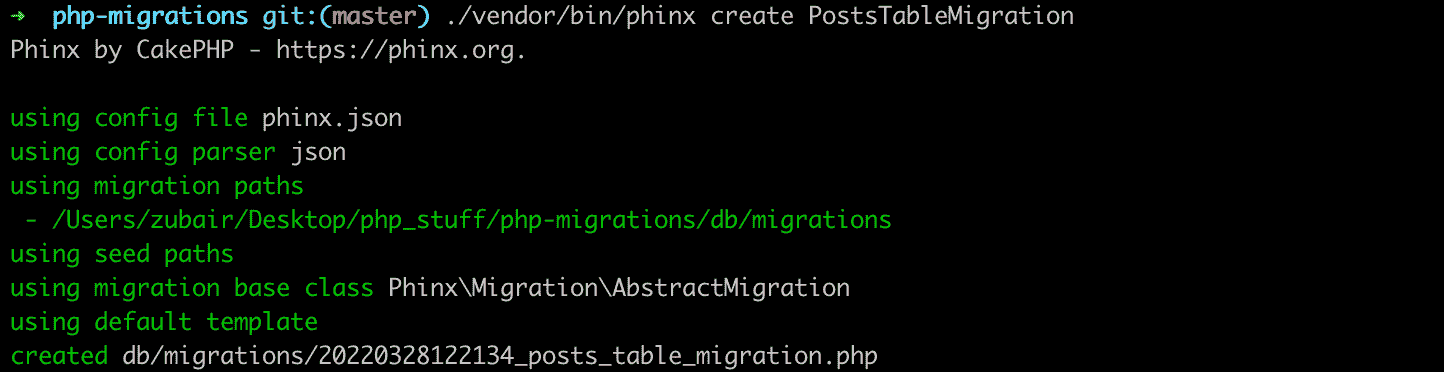 ➜ php-migrations git:(master) ./vendor/bin/phinx create PostsTableMigration
Phinx by CakePHP - https://phinx.org.
using config file phinx.json
using config parser json
using migration paths
- /Users/zubair/Desktop/php_stuff/php-migrations/db/migrations
using seed paths
using migration base class Phinx\Migration\AbstractMigration
using default template
created db/migrations/20220328122134_posts_table_migration.php